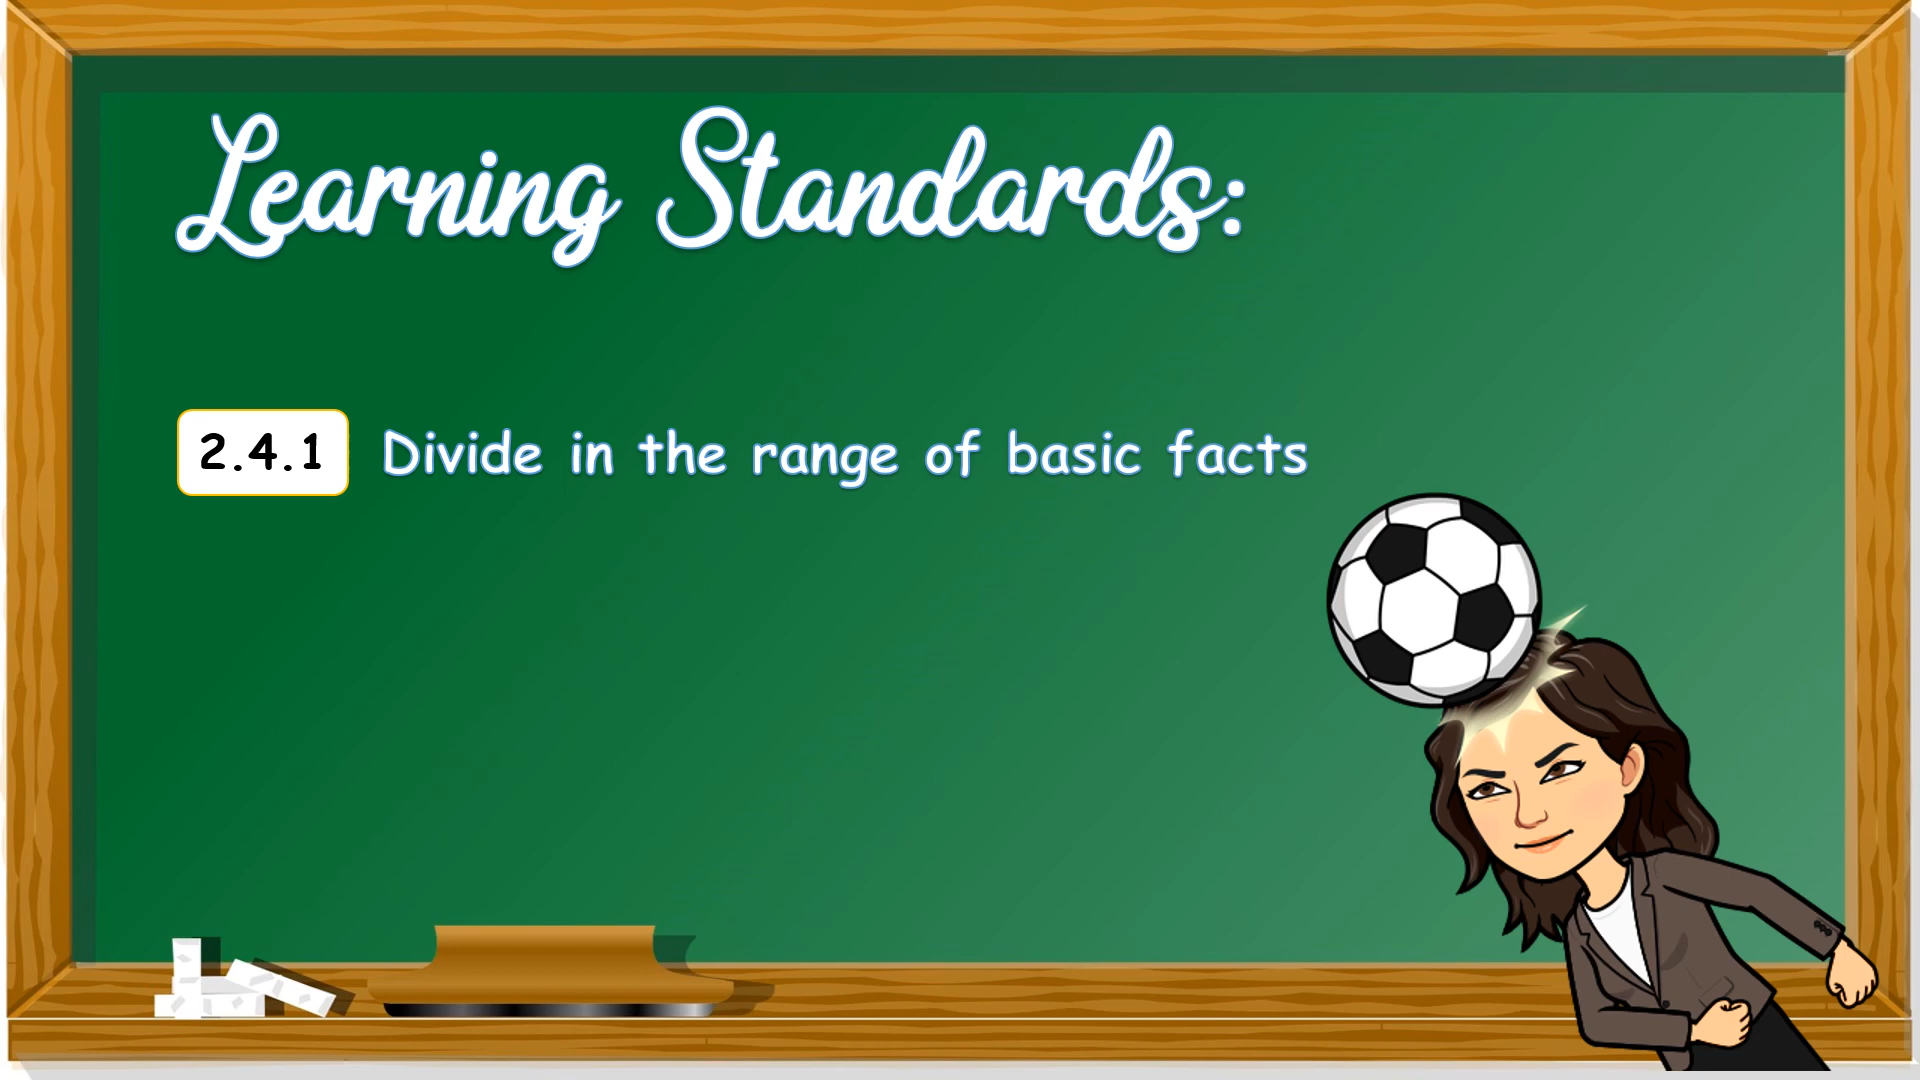 Learning Standards:
2.4.1 Divide in the range of basic facts